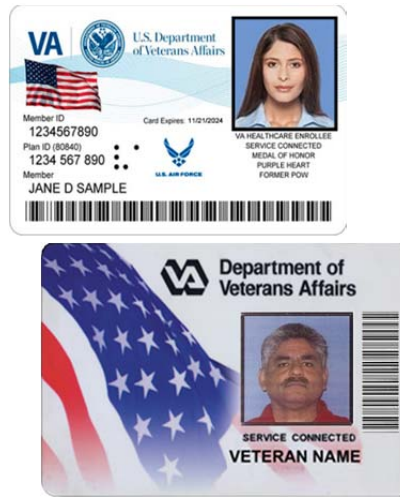 VA
U.S. Department
of Veterans Affairs
Member ID
1234567890
Card Expires: 11/21/2024
Plan ID (80840)
1234 567 890
U.S. AIR FORCE
Member
JANE D SAMPLE
VA HEALTHCARE ENROLLEE
SERVICE CONNECTED
MEDAL OF HONOR
PURPLE HEART
FORMER POW
VA
Department of
Veterans Affairs
SERVICE CONNECTED
VETERAN NAME